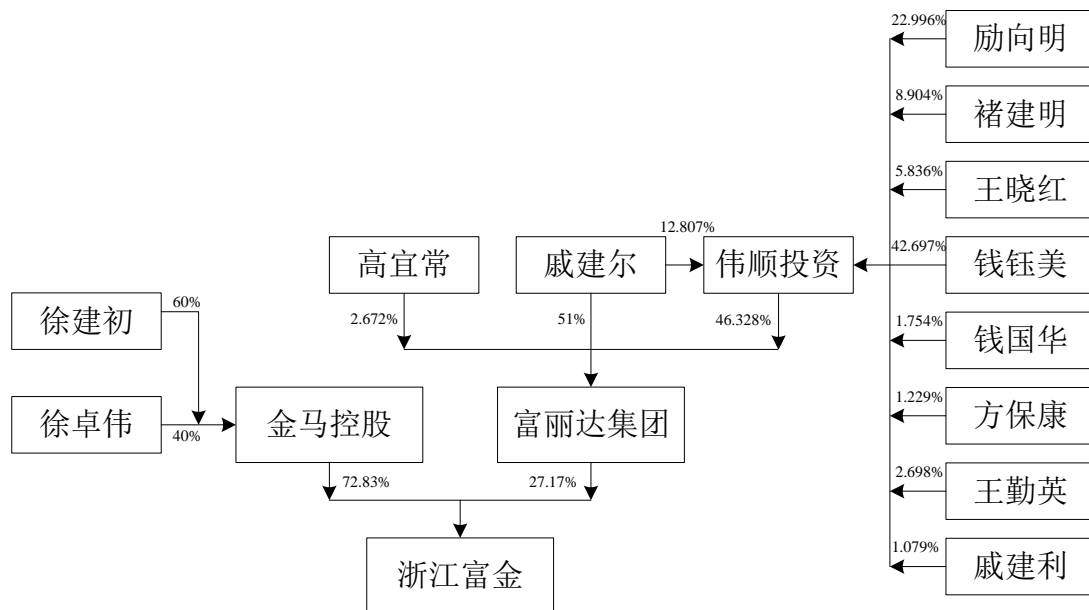 22.996%
励向明
8.904%
褚建明
5.836%
王晓红
12.807%
42.697%
高宜常
戚建尔
伟顺投资
钱钰美
60%
徐建初
2.672%
51%
46.328%
1.754%
钱国华
徐卓伟
40%
金马控股
富丽达集团
1.229%
方保康
72.83%
27.17%
2.698%
王勤英
浙江富金
1.079%
戚建利